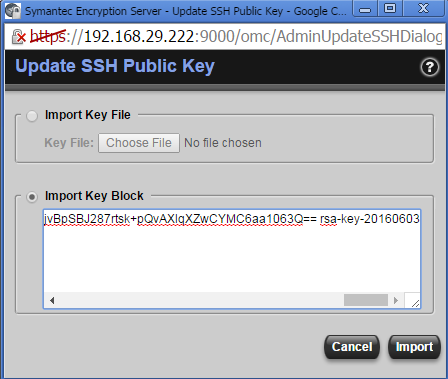 Symantec Encryption Server - Update SSH Public Key - Google C...
https://192.168.29.222:9000/omc/AdminUpdateSSHDialog
Update SSH Public Key
?
Import Key File
Key File: Choose File No file chosen
Import Key Block
jvBpSBJ287rtsk+pQvAXlqXZwCYMC6aa1063Q== rsa-key-20160603
Cancel Import